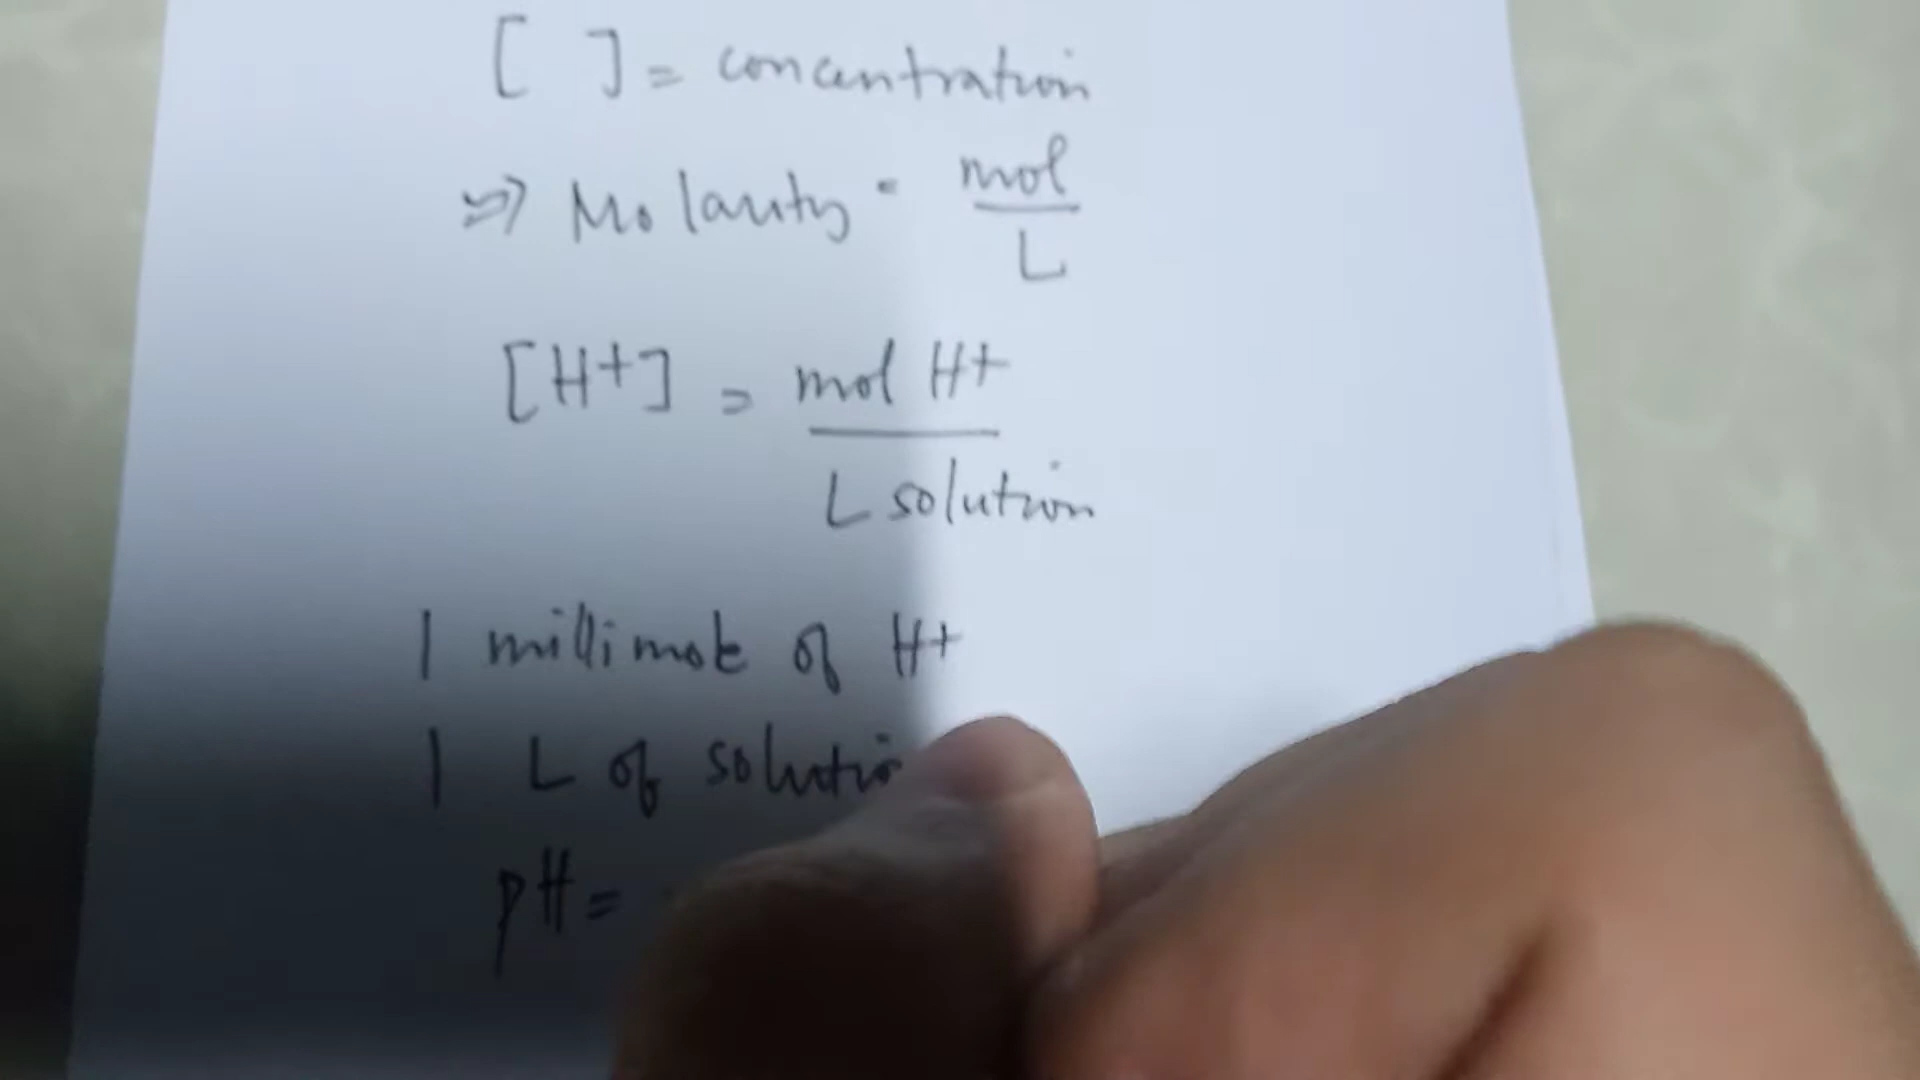 [ ] = concentration
=> Molarity = mol / L
[H+] = mol H+ / L solution
1 millimole of H+
1 L of solutio
pH =